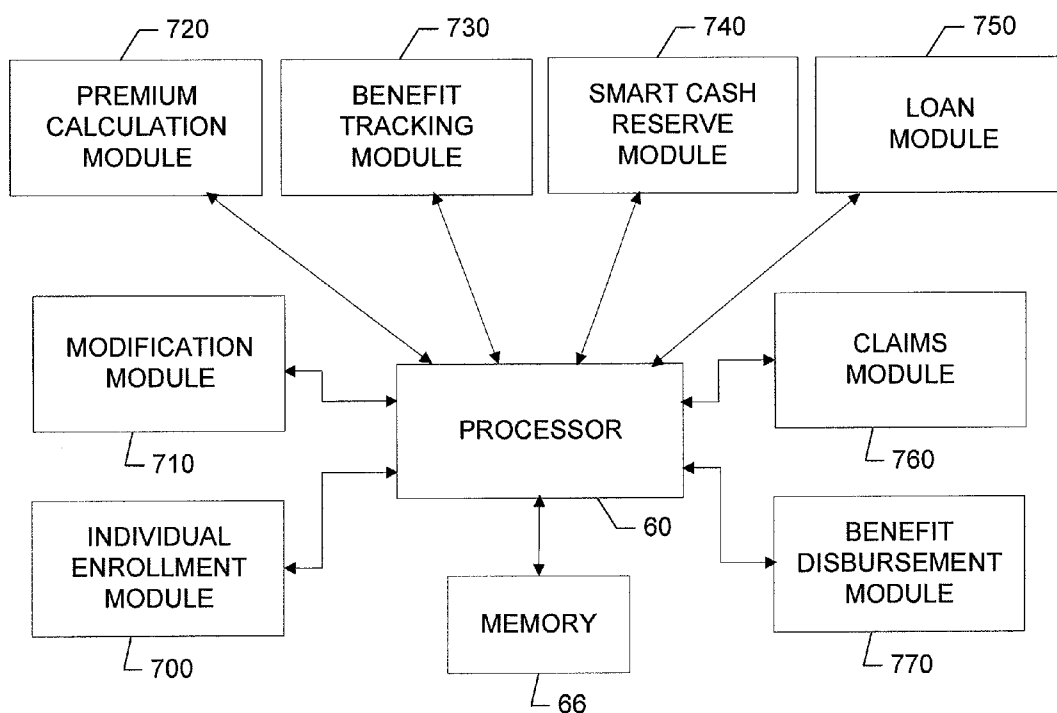 720
730
740
750
PREMIUM
CALCULATION
MODULE
BENEFIT
TRACKING
MODULE
SMART CASH
RESERVE
MODULE
LOAN
MODULE
MODIFICATION
MODULE
710
PROCESSOR
60
CLAIMS
MODULE
760
INDIVIDUAL
ENROLLMENT
MODULE
700
MEMORY
66
BENEFIT
DISBURSEMENT
MODULE
770